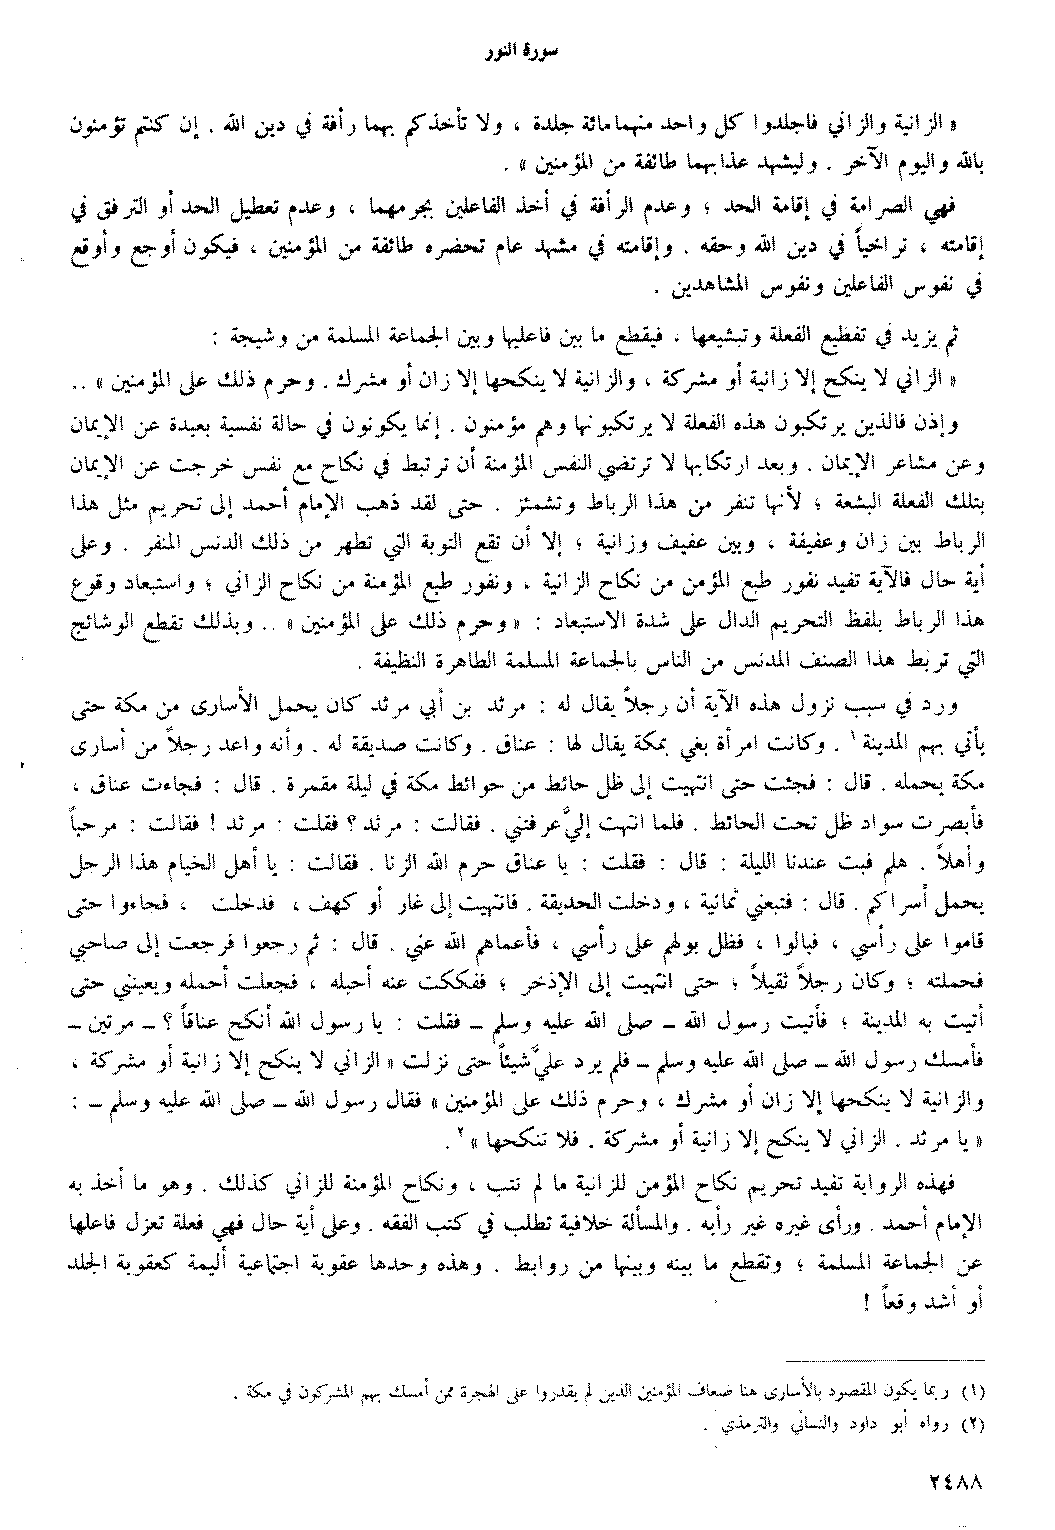 سورة النور
« الزانية والزاني فاجلدوا كل واحد منهما مائة جلدة ، ولا تأخذكم بهما رأفة في دين الله . إن كنتم تؤمنون
بالله واليوم الآخر . وليشهد عذابهما طائفة من المؤمنين » .
فهي الصرامة في إقامة الحد ؛ وعدم الرأفة في أخذ الفاعلين بجرمهما ، وعدم تعطيل الحد أو الترفق في
إقامته ، تراخياً في دين الله وحقه . وإقامته في مشهد عام تحضره طائفة من المؤمنين ، فيكون أوجع وأوقع
في نفوس الفاعلين ونفوس المشاهدين .
ثم يزيد في تفظيع الفعلة وتبشيعها ، فيقطع ما بين فاعليها وبين الجماعة المسلمة من وشيجة :
« الزاني لا ينكح إلا زانية أو مشركة ، والزانية لا ينكحها إلا زان أو مشرك . وحرم ذلك على المؤمنين » ..
وإذن فالذين يرتكبون هذه الفعلة لا يرتكبونها وهم مؤمنون . إنما يكونون في حالة نفسية بعيدة عن الإيمان
وعن مشاعر الإيمان . وبعد ارتكابها لا ترتضي النفس المؤمنة أن ترتبط في نكاح مع نفس خرجت عن الإيمان
بتلك الفعلة البشعة ؛ لأنها تنفر من هذا الرباط وتشمئز . حتى لقد ذهب الإمام أحمد إلى تحريم مثل هذا
الرباط بين زان وعفيفة ، وبين عفيف وزانية ؛ إلا أن تقع التوبة التي تطهر من ذلك الدنس المنفر . وعلى
أية حال فالآية تفيد نفور طبع المؤمن من نكاح الزانية ، ونفور طبع المؤمنة من نكاح الزاني ؛ واستبعاد وقوع
هذا الرباط بلفظ التحريم الدال على شدة الاستبعاد : « وحرم ذلك على المؤمنين » .. وبذلك تقطع الوشائج
التي تربط هذا الصنف المدنس من الناس بالجماعة المسلمة الطاهرة النظيفة .
ورد في سبب نزول هذه الآية أن رجلاً يقال له : مرثد بن أبي مرثد كان يحمل الأسارى من مكة حتى
يأتي بهم المدينة ١ . وكانت امرأة بغي بمكة يقال لها : عناق . وكانت صديقة له . وأنه واعد رجلاً من أسارى
مكة يحمله . قال : فجئت حتى انتهيت إلى ظل حائط من حوائط مكة في ليلة مقمرة . قال : فجاءت عناق ،
فأبصرت سواد ظل تحت الحائط . فلما انتهت إليَّ عرفتني . فقالت : مرثد ؟ فقلت : مرثد ! فقالت : مرحباً
وأهلاً . هلم فبت عندنا الليلة : قال : فقلت : يا عناق حرم الله الزنا . فقالت : يا أهل الخيام هذا الرجل
يحمل أسراكم . قال : فتبعني ثمانية ، ودخلت الحديقة . فانتهيت إلى غار أو كهف ، فدخلت ، فجاءوا حتى
قاموا على رأسي ، فبالوا ، فظل بولهم على رأسي ، فأعماهم الله عني . قال : ثم رجعوا فرجعت إلى صاحبي
فحملته ؛ وكان رجلاً ثقيلاً ؛ حتى انتهيت إلى الإذخر ؛ ففككت عنه أحبله ، فجعلت أحمله ويعينني حتى
أتيت به المدينة ؛ فأتيت رسول الله – صلى الله عليه وسلم – فقلت : يا رسول الله أنكح عناقاً ؟ – مرتين –
فأمسك رسول الله – صلى الله عليه وسلم – فلم يرد عليَّ شيئاً حتى نزلت « الزاني لا ينكح إلا زانية أو مشركة ،
والزانية لا ينكحها إلا زان أو مشرك ، وحرم ذلك على المؤمنين » فقال رسول الله – صلى الله عليه وسلم – :
« يا مرثد . الزاني لا ينكح إلا زانية أو مشركة . فلا تنكحها » ٢ .
فهذه الرواية تفيد تحريم نكاح المؤمن للزانية ما لم تتب ، ونكاح المؤمنة للزاني كذلك . وهو ما أخذ به
الإمام أحمد . ورأى غيره غير رأيه . والمسألة خلافية تطلب في كتب الفقه . وعلى أية حال فهي فعلة تعزل فاعلها
عن الجماعة المسلمة ؛ وتقطع ما بينه وبينها من روابط . وهذه وحدها عقوبة اجتماعية أليمة كعقوبة الجلد
أو أشد وقعاً !
(١) ربما يكون المقصود بالأسارى هنا ضعاف المؤمنين الذين لم يقدروا على الهجرة ممن أمسك بهم المشركون في مكة .
(٢) رواه أبو داود والنسائي والترمذي .
٢٤٨٨